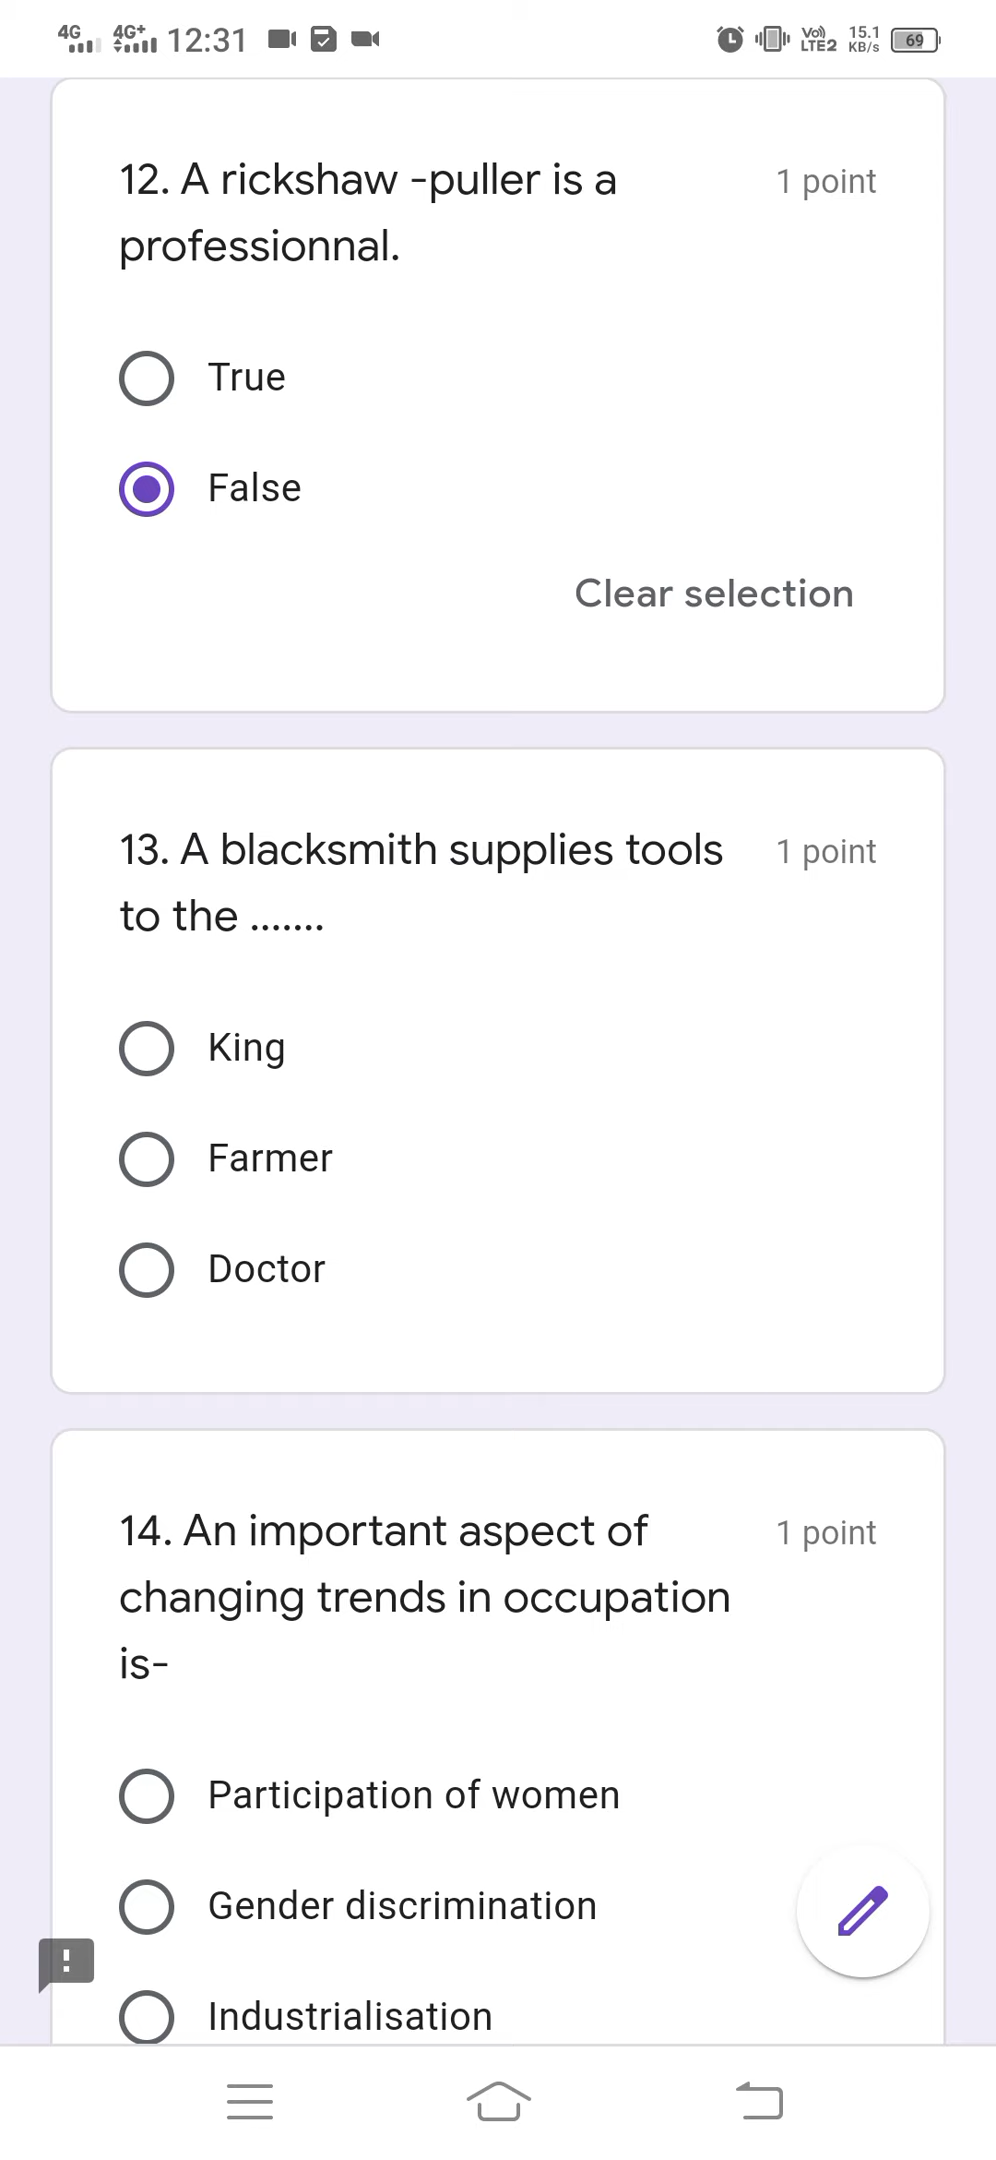 4G 4G+ 12:31 Vo) LTE2 15.1 KB/s 69
12. A rickshaw -puller is a professionnal.
1 point
True
False
Clear selection
13. A blacksmith supplies tools to the .......
1 point
King
Farmer
Doctor
14. An important aspect of changing trends in occupation is-
1 point
Participation of women
Gender discrimination
Industrialisation